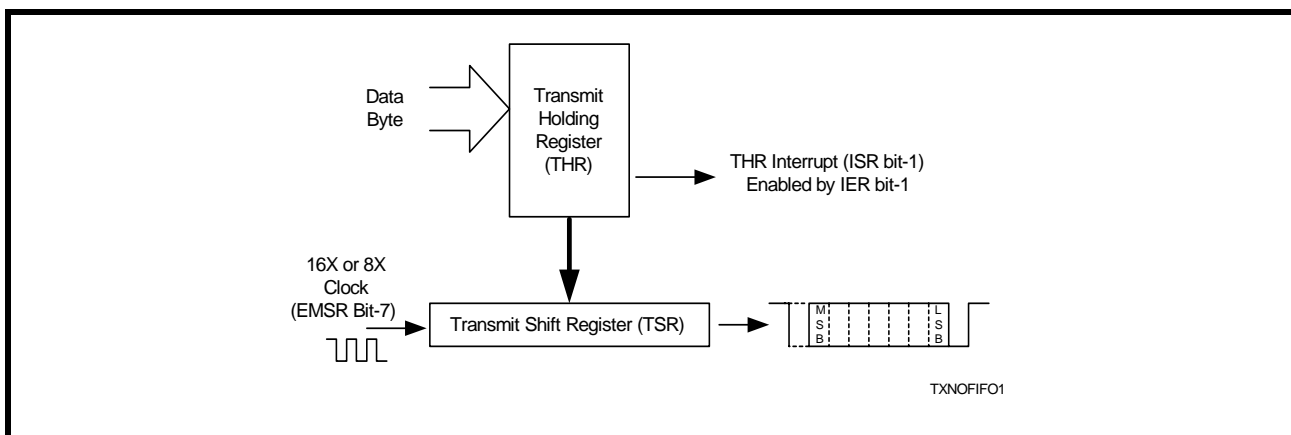 Data
Byte
Transmit
Holding
Register
(THR)
THR Interrupt (ISR bit-1)
Enabled by IER bit-1
16X or 8X
Clock
(EMSR Bit-7)
Transmit Shift Register (TSR)
M
S
B
L
S
B
TXNOFIFO1